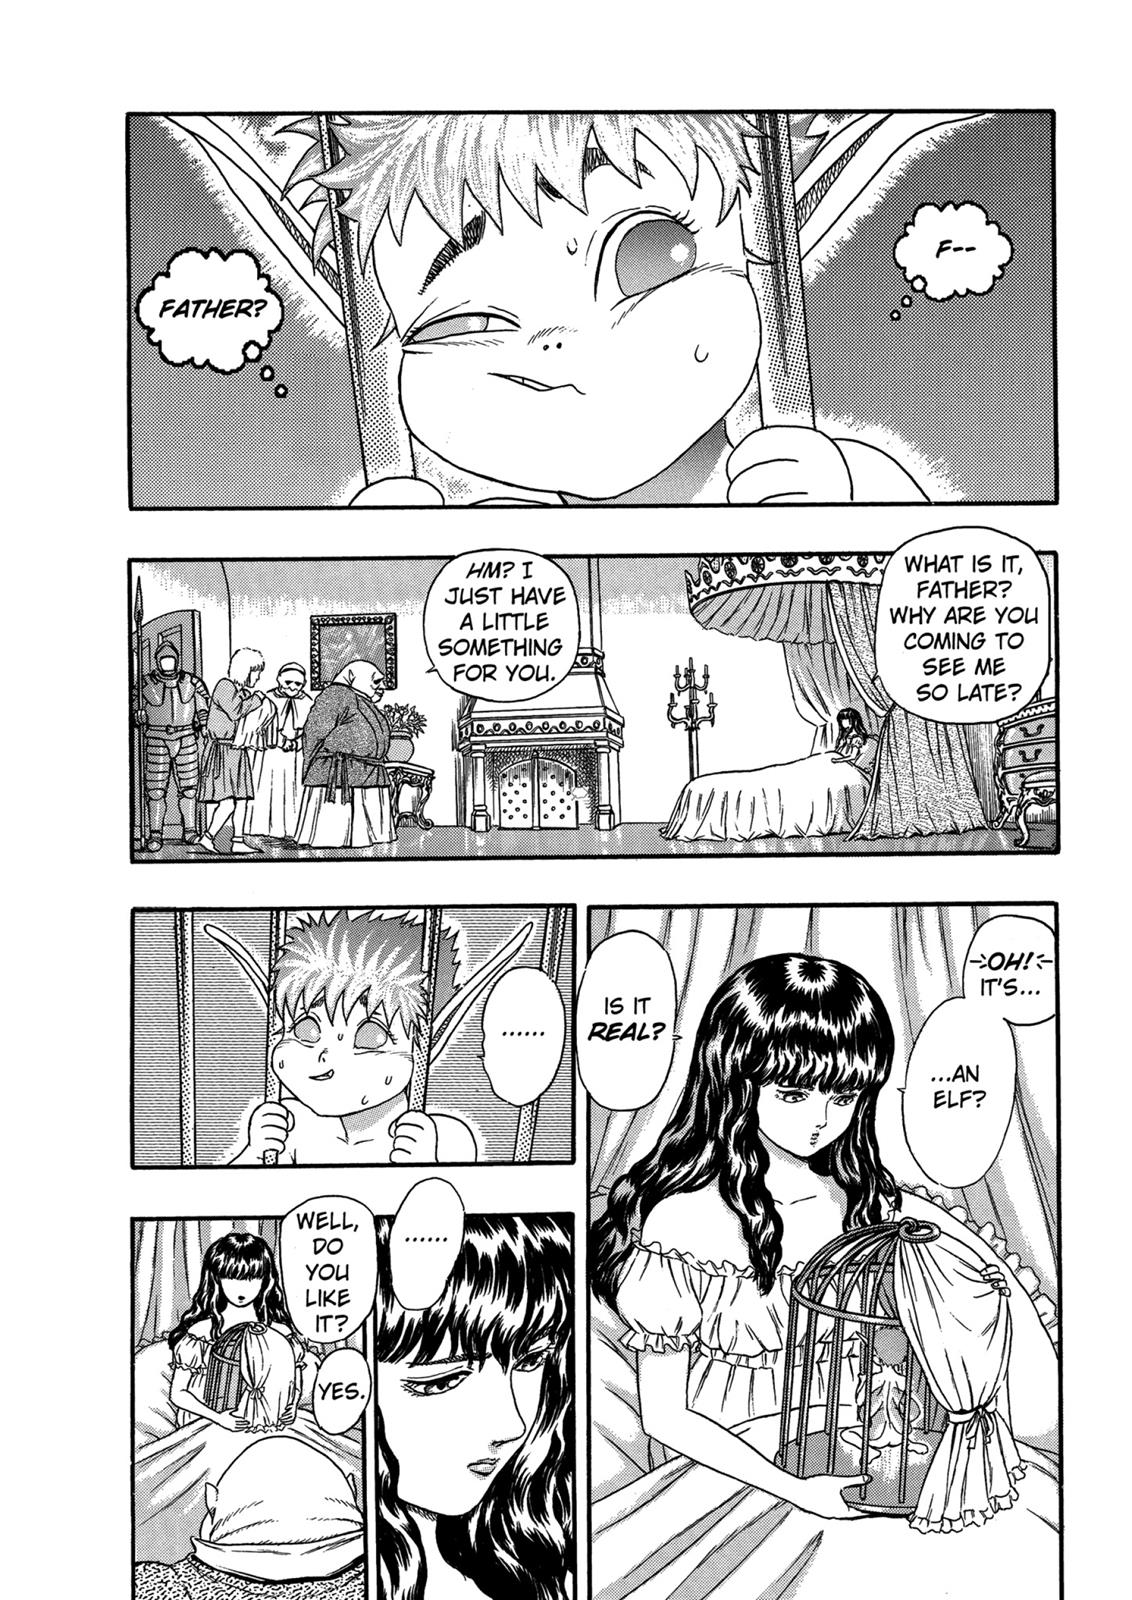 F--
FATHER?
WHAT IS IT,
FATHER?
WHY ARE YOU
COMING TO
SEE ME
SO LATE?
HM? I
JUST HAVE
A LITTLE
SOMETHING
FOR YOU.
OH!
IT'S...
...AN
ELF?
IS IT
REAL?
......
......
WELL,
DO
YOU
LIKE
IT?
YES.